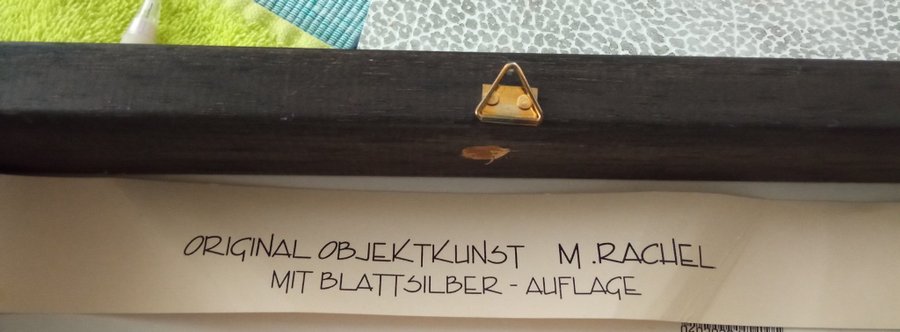 ORIGINAL OBJEKTKUNST M.RACHEL
MIT BLATTSILBER - AUFLAGE